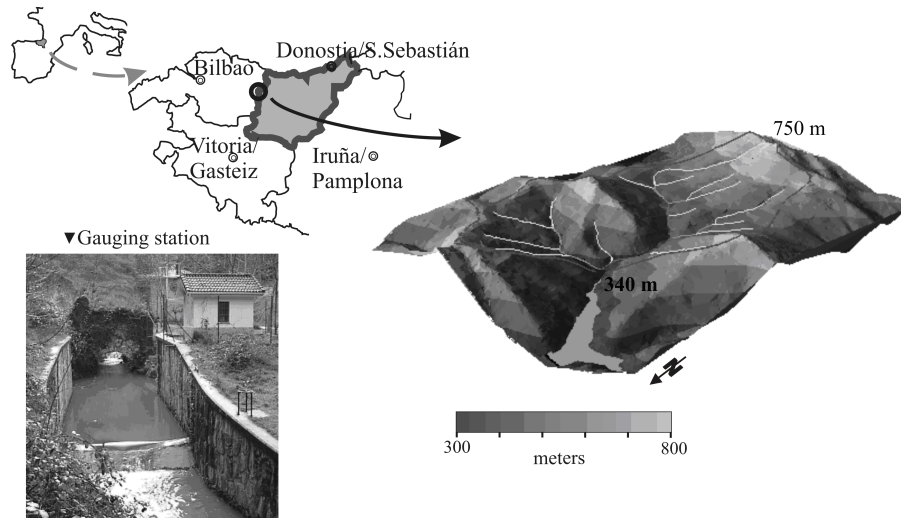 Donostia/S.Sebastián
Bilbao
Vitoria/
Gasteiz
Iruña/
Pamplona
750 m
▼Gauging station
340 m
N
300
800
meters